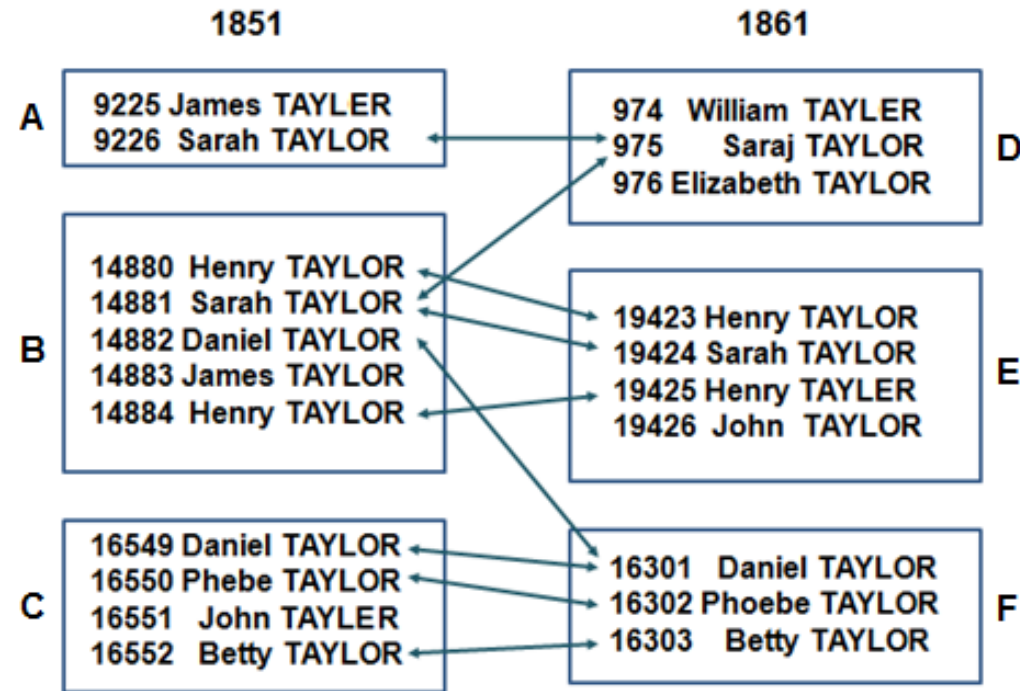 1851
1861
A
9225 James TAYLER
9226 Sarah TAYLOR
974 William TAYLER
975 Saraj TAYLOR
976 Elizabeth TAYLOR
D
B
14880 Henry TAYLOR
14881 Sarah TAYLOR
14882 Daniel TAYLOR
14883 James TAYLOR
14884 Henry TAYLOR
19423 Henry TAYLOR
19424 Sarah TAYLOR
19425 Henry TAYLER
19426 John TAYLOR
E
C
16549 Daniel TAYLOR
16550 Phebe TAYLOR
16551 John TAYLER
16552 Betty TAYLOR
16301 Daniel TAYLOR
16302 Phoebe TAYLOR
16303 Betty TAYLOR
F